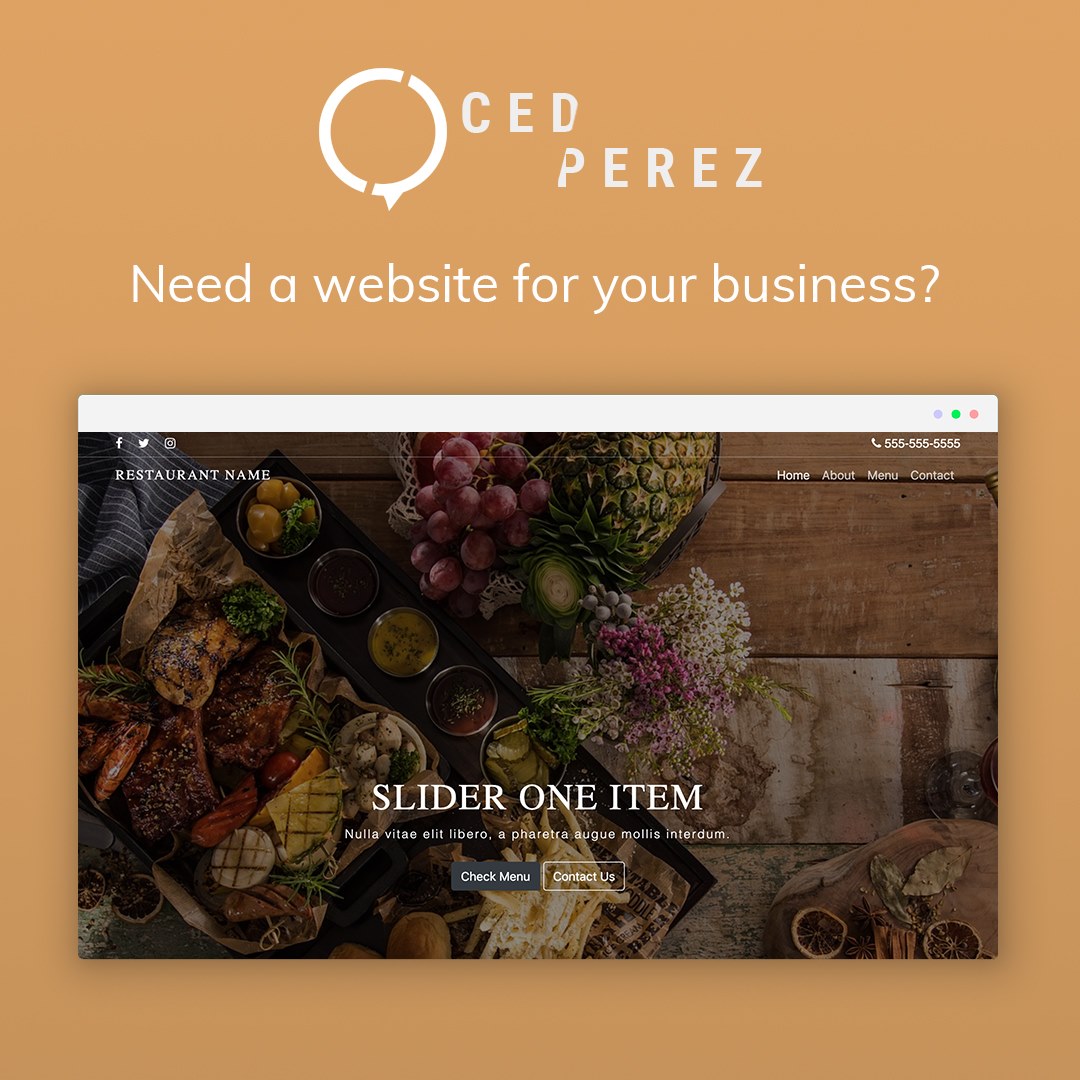 CED
PEREZ
Need a website for your business?
555-555-5555
RESTAURANT NAME
Home About Menu Contact
SLIDER ONE ITEM
Nulla vitae elit libero, a pharetra augue mollis interdum.
Check Menu Contact Us
TABLE